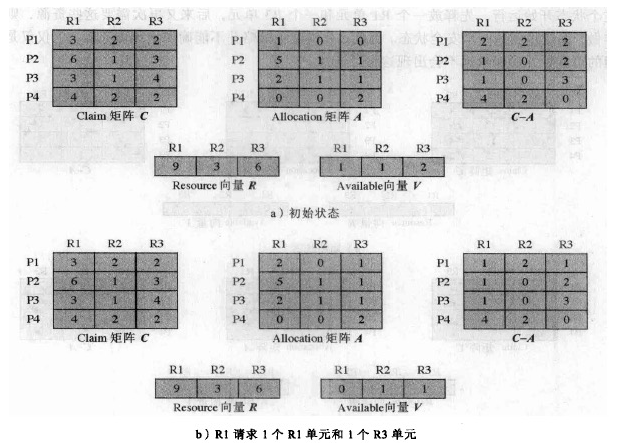 R1 R2 R3
P1 3 2 2
P2 6 1 3
P3 3 1 4
P4 4 2 2
Claim 矩阵 C
R1 R2 R3
P1 1 0 0
P2 5 1 1
P3 2 1 1
P4 0 0 2
Allocation 矩阵 A
R1 R2 R3
P1 2 2 2
P2 1 0 2
P3 1 0 3
P4 4 2 0
C–A
R1 R2 R3
9 3 6
Resource 向量 R
R1 R2 R3
1 1 2
Available向量 V
a）初始状态
R1 R2 R3
P1 3 2 2
P2 6 1 3
P3 3 1 4
P4 4 2 2
Claim 矩阵 C
R1 R2 R3
P1 2 0 1
P2 5 1 1
P3 2 1 1
P4 0 0 2
Allocation 矩阵 A
R1 R2 R3
P1 1 2 1
P2 1 0 2
P3 1 0 3
P4 4 2 0
C–A
R1 R2 R3
9 3 6
Resource 向量 R
R1 R2 R3
0 1 1
Available向量 V
b）R1 请求 1 个 R1 单元和 1 个 R3 单元